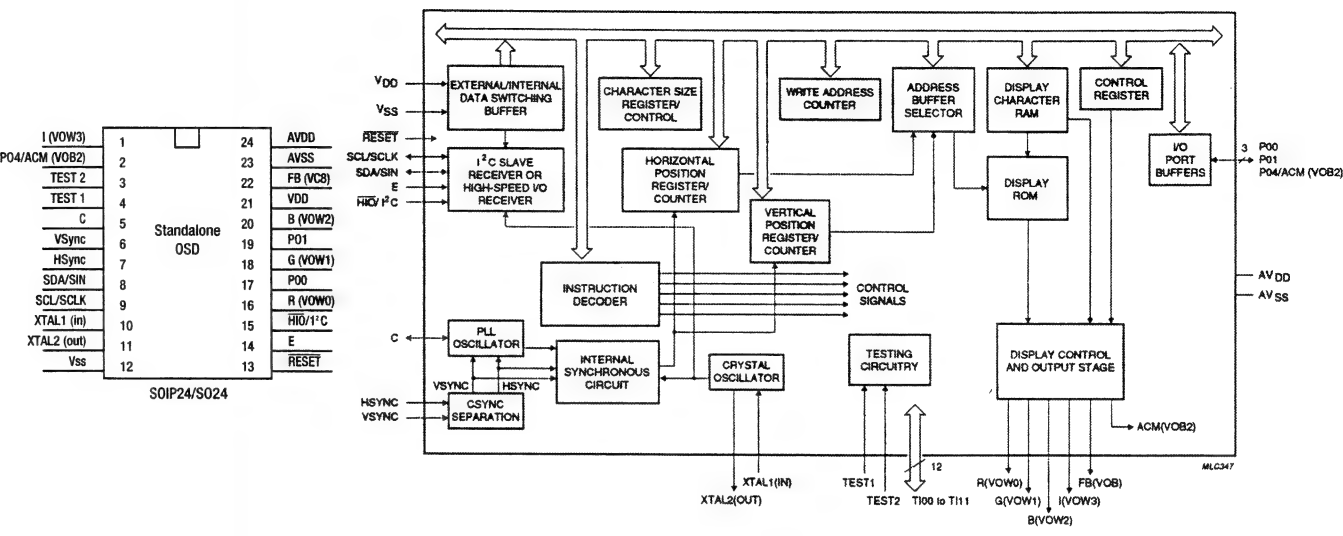 I (VOW3)
1
24
AVDD
P04/ACM (VOB2)
2
23
AVSS
TEST 2
3
22
FB (VC8)
TEST 1
4
21
VDD
C
5
20
B (VOW2)
VSync
6
19
P01
HSync
7
18
G (VOW1)
SDA/SIN
8
17
P00
SCL/SCLK
9
16
R (VOW0)
XTAL1 (in)
10
15
HIO/I²C
XTAL2 (out)
11
14
E
Vss
12
13
RESET
Standalone
OSD
SOIP24/SO24
VDD
VSS
RESET
SCL/SCLK
SDA/SIN
E
HIO/ I²C
C
HSYNC
VSYNC
EXTERNAL/INTERNAL
DATA SWITCHING
BUFFER
I²C SLAVE
RECEIVER OR
HIGH-SPEED I/O
RECEIVER
CHARACTER SIZE
REGISTER/
CONTROL
HORIZONTAL
POSITION
REGISTER/
COUNTER
VERTICAL
POSITION
REGISTER/
COUNTER
WRITE ADDRESS
COUNTER
ADDRESS
BUFFER
SELECTOR
DISPLAY
CHARACTER
RAM
CONTROL
REGISTER
DISPLAY
ROM
I/O
PORT
BUFFERS
3
P00
P01
P04/ACM (VOB2)
INSTRUCTION
DECODER
CONTROL
SIGNALS
AVDD
AVSS
PLL
OSCILLATOR
VSYNC
HSYNC
CSYNC
SEPARATION
INTERNAL
SYNCHRONOUS
CIRCUIT
CRYSTAL
OSCILLATOR
TESTING
CIRCUITRY
DISPLAY CONTROL
AND OUTPUT STAGE
ACM(VOB2)
12
MLC347
XTAL1(IN)
XTAL2(OUT)
TEST1
TEST2
TI00 to TI11
R(VOW0)
G(VOW1)
B(VOW2)
I(VOW3)
FB(VOB)